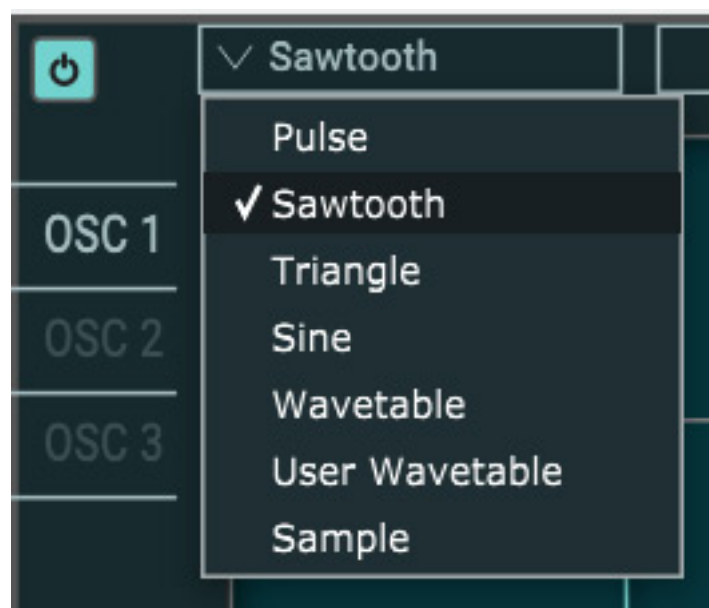 Sawtooth
Pulse
Sawtooth
Triangle
Sine
Wavetable
User Wavetable
Sample
OSC 1
OSC 2
OSC 3